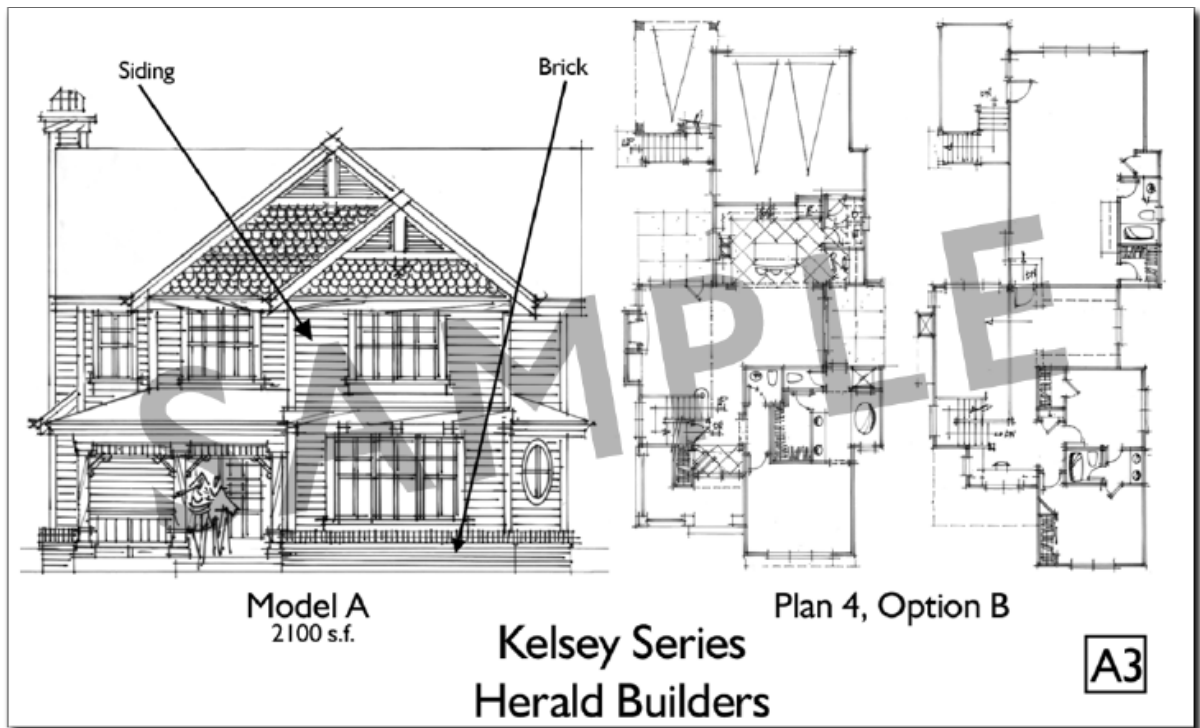 Siding
Brick
SAMPLE
Model A
2100 s.f.
Plan 4, Option B
Kelsey Series
Herald Builders
A3